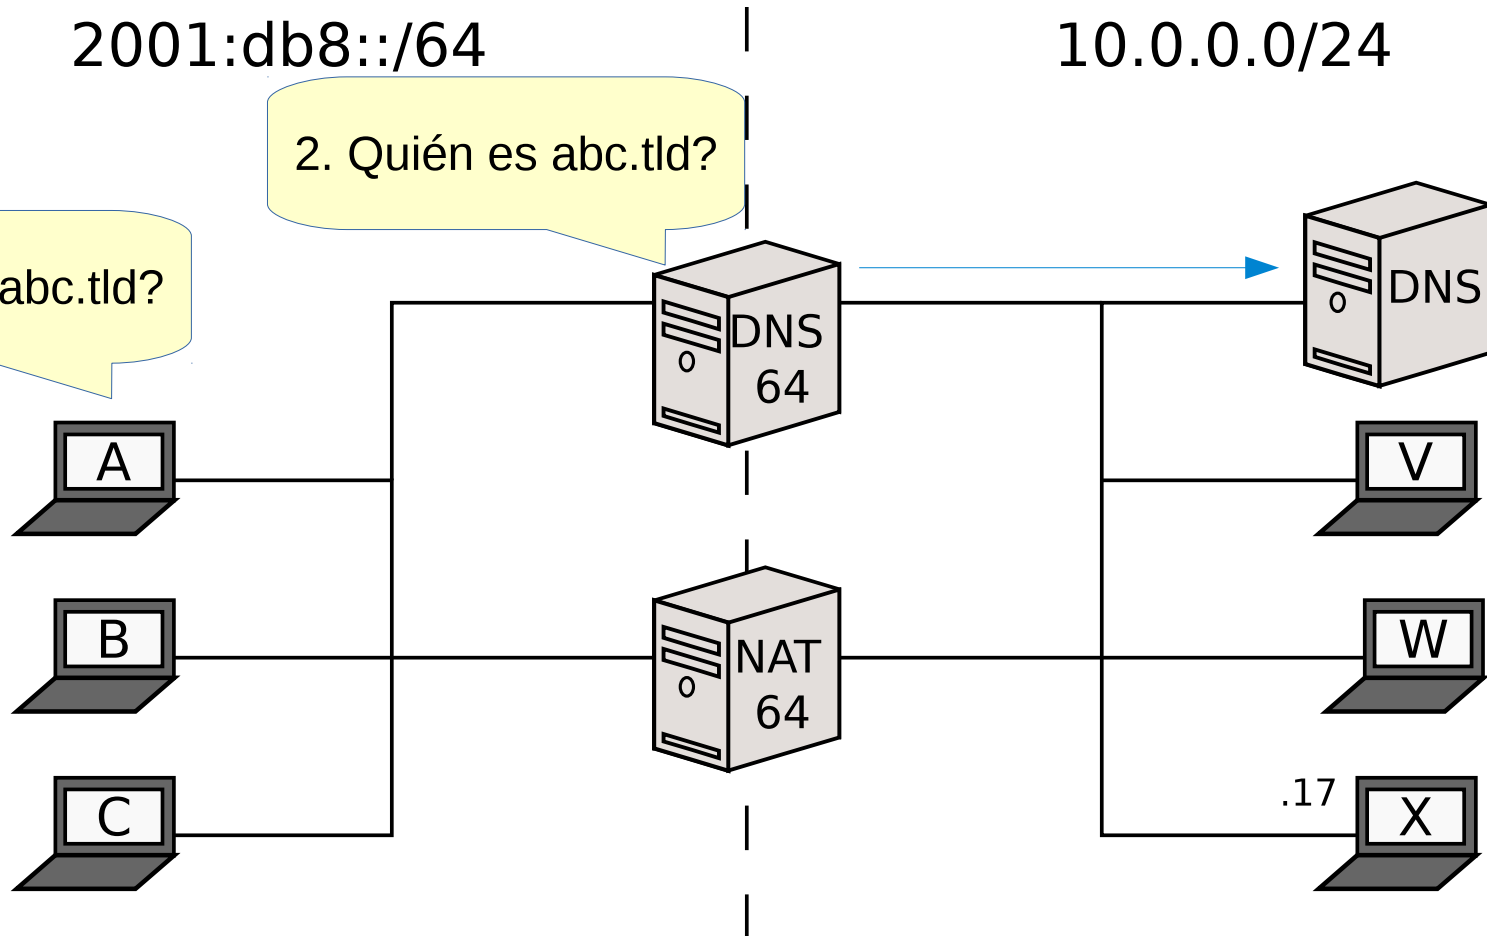 2001:db8::/64
10.0.0.0/24
2. Quién es abc.tld?
abc.tld?
DNS
64
DNS
A
V
B
NAT
64
W
C
.17
X